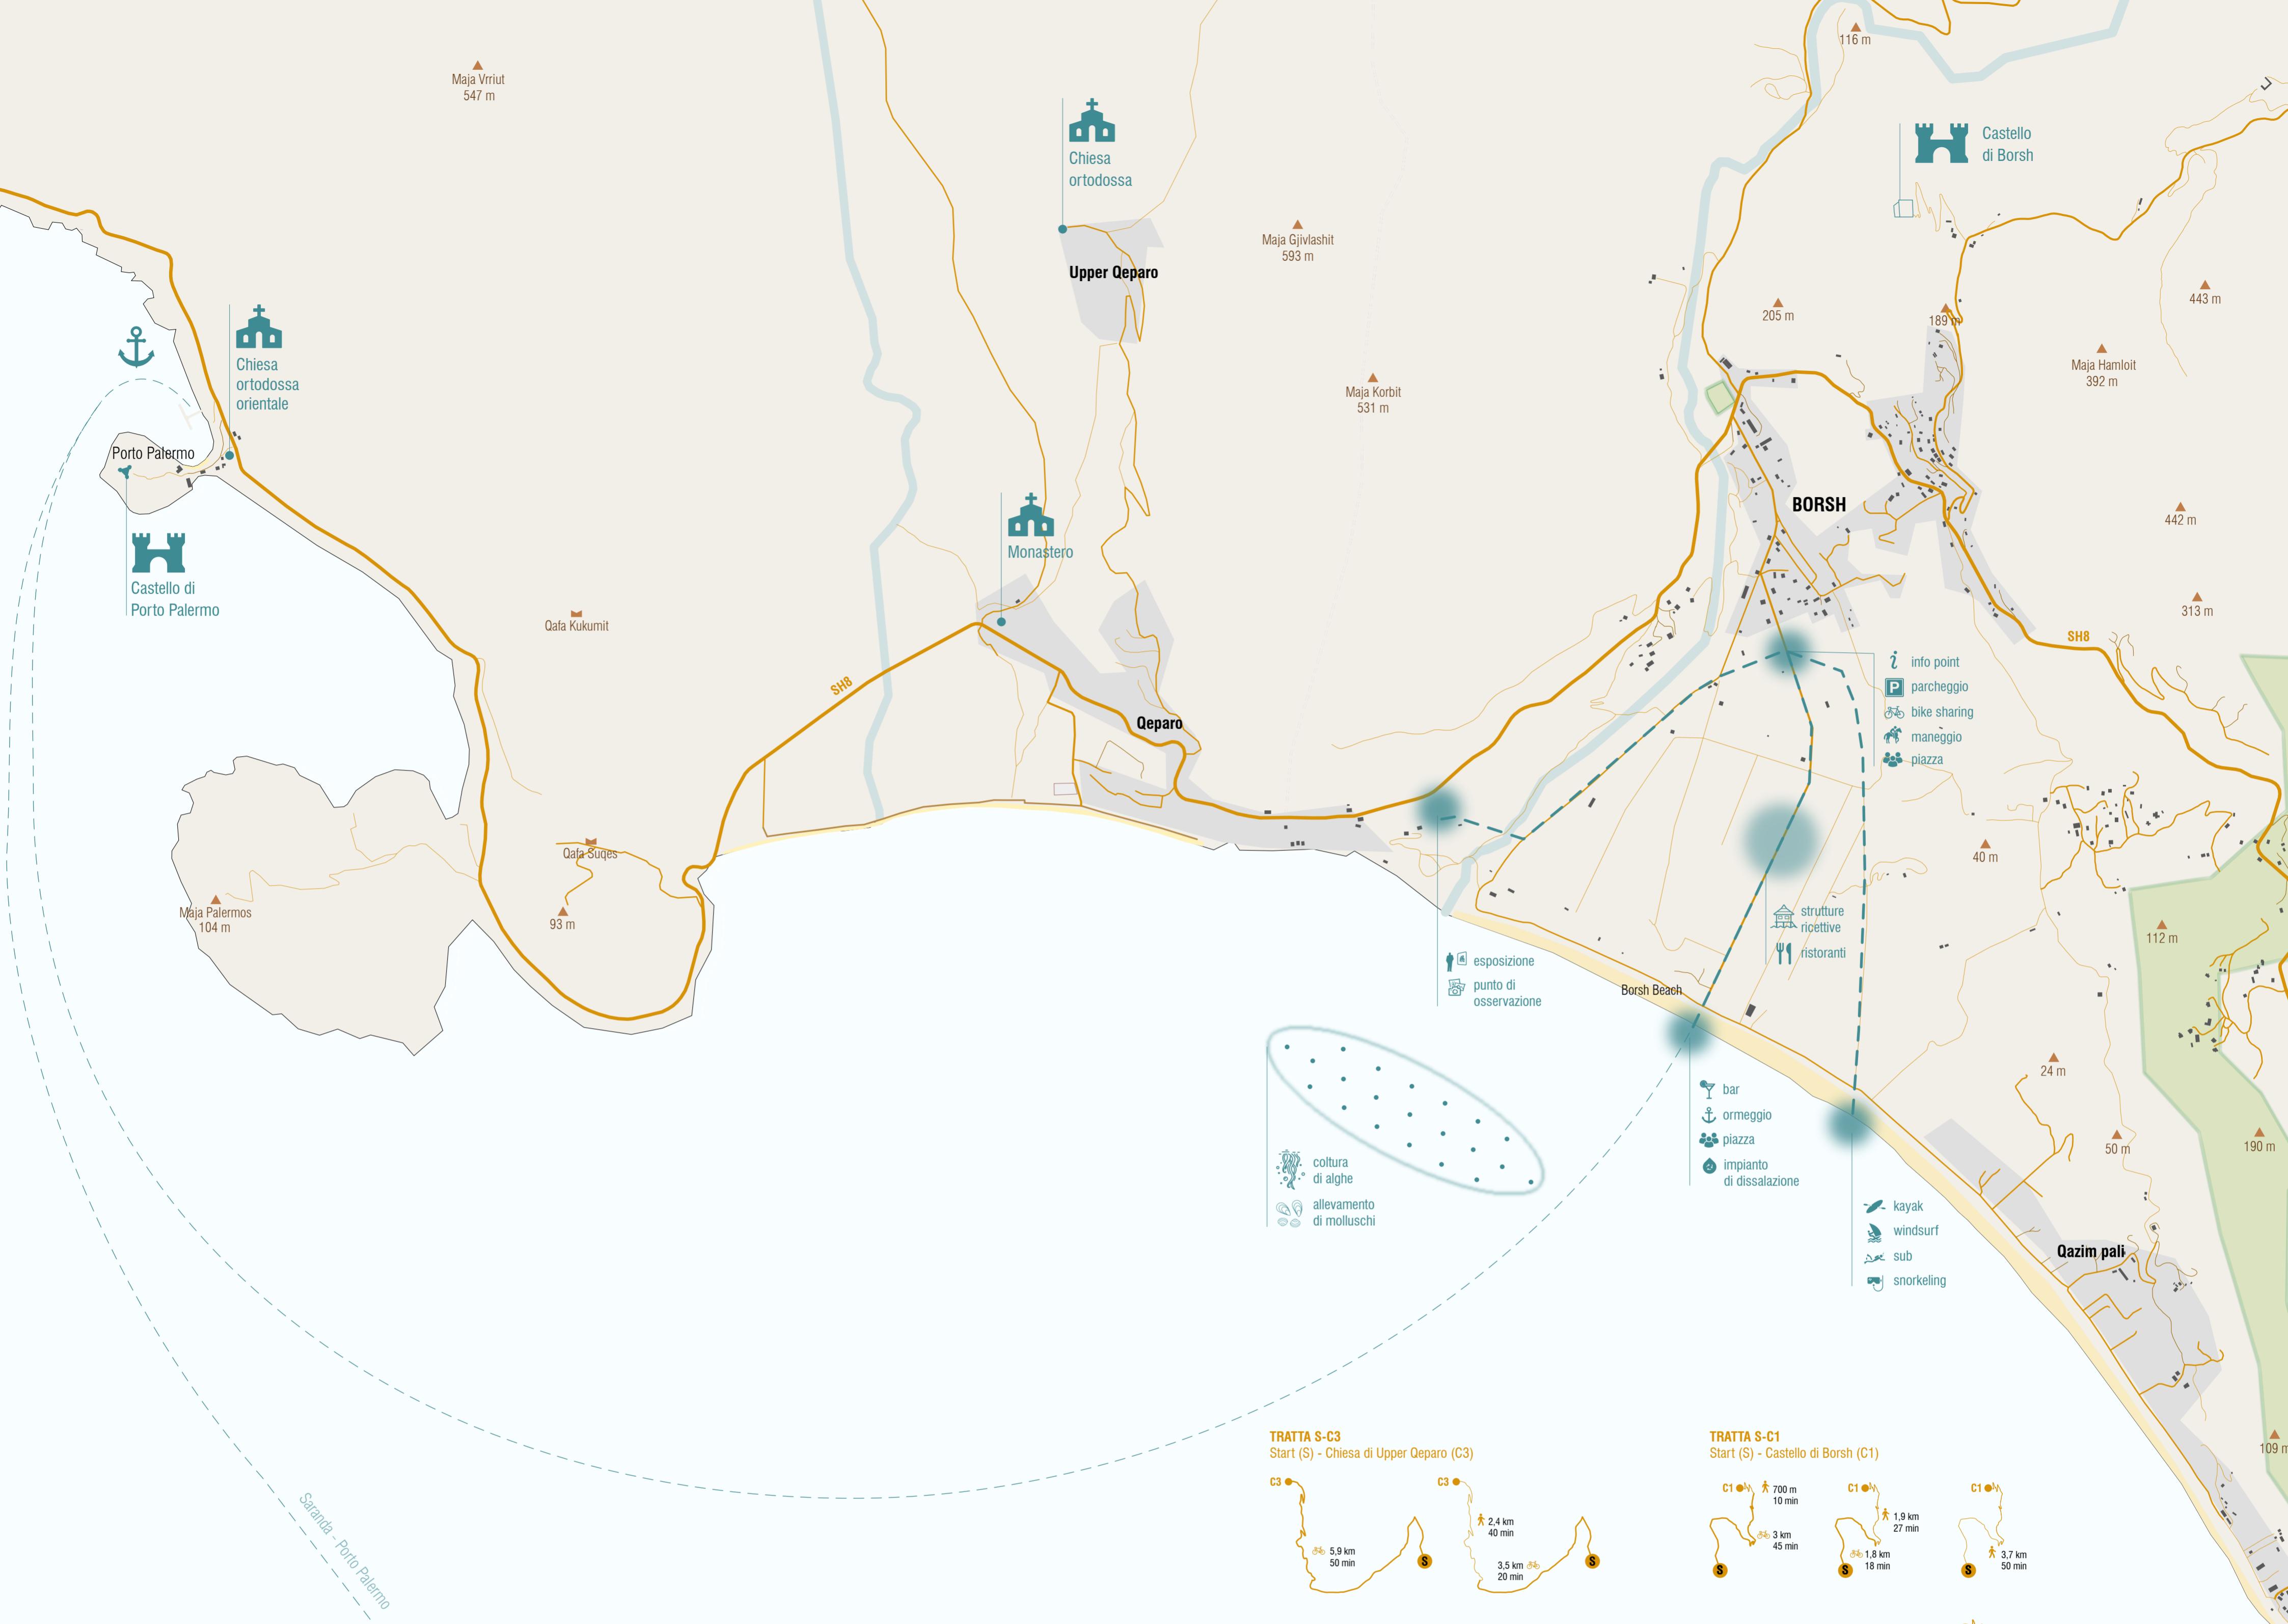 Maja Vrriut
547 m
Chiesa
ortodossa
Upper Qeparo
Maja Gjivlashit
593 m
Maja Korbit
531 m
116 m
Castello
di Borsh
443 m
205 m
189 m
Maja Hamloit
392 m
BORSH
442 m
313 m
SH8
Chiesa
ortodossa
orientale
Porto Palermo
Castello di
Porto Palermo
Monastero
Qafa Kukumit
SH8
Qeparo
info point
P
parcheggio
bike sharing
maneggio
piazza
Qafa Suqes
93 m
Maja Palermos
104 m
40 m
112 m
strutture
ricettive
ristoranti
esposizione
punto di
osservazione
Borsh Beach
24 m
50 m
190 m
bar
ormeggio
piazza
impianto
di dissalazione
coltura
di alghe
allevamento
di molluschi
kayak
windsurf
sub
snorkeling
Qazim pali
109 m
Saranda - Porto Palermo
TRATTA S-C3
Start (S) - Chiesa di Upper Qeparo (C3)
C3
5,9 km
50 min
S
C3
2,4 km
40 min
3,5 km
20 min
S
TRATTA S-C1
Start (S) - Castello di Borsh (C1)
C1
700 m
10 min
3 km
45 min
S
C1
1,9 km
27 min
1,8 km
18 min
S
C1
3,7 km
50 min
S